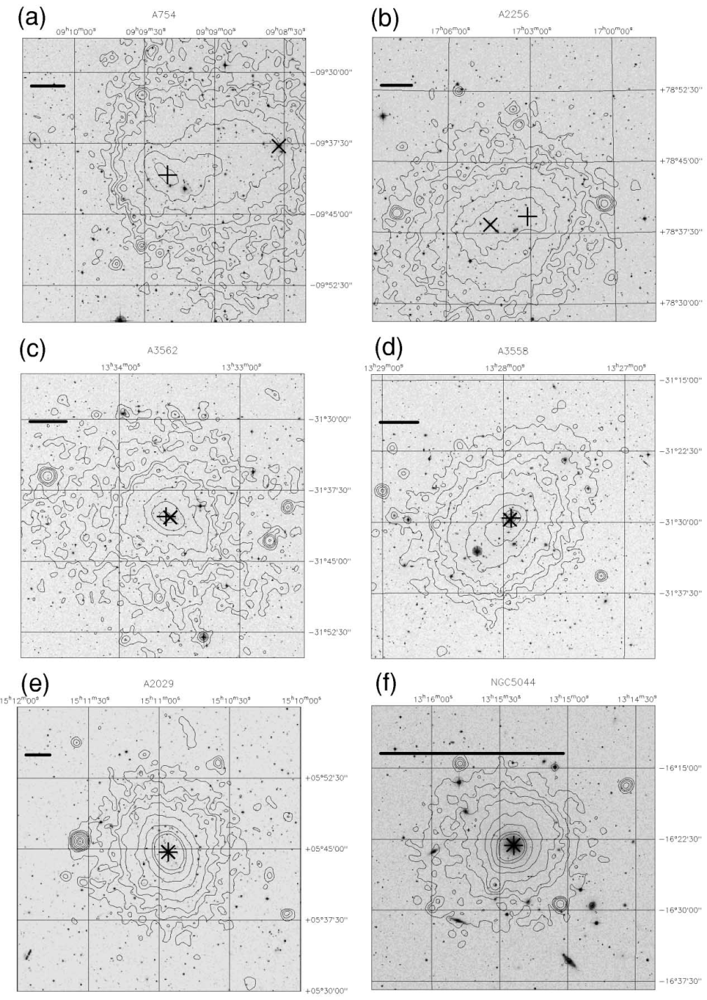 (a) A754
09ʰ10ᵐ00ˢ 09ʰ09ᵐ30ˢ 09ʰ09ᵐ00ˢ 09ʰ08ᵐ30ˢ
−09°30'00"
−09°37'30"
−09°45'00"
−09°52'30"
(b) A2256
17ʰ06ᵐ00ˢ 17ʰ03ᵐ00ˢ 17ʰ00ᵐ00ˢ
+78°52'30"
+78°45'00"
+78°37'30"
+78°30'00"
(c) A3562
13ʰ34ᵐ00ˢ 13ʰ33ᵐ00ˢ
−31°30'00"
−31°37'30"
−31°45'00"
−31°52'30"
(d) A3558
13ʰ29ᵐ00ˢ 13ʰ28ᵐ00ˢ 13ʰ27ᵐ00ˢ
−31°15'00"
−31°22'30"
−31°30'00"
−31°37'30"
(e) A2029
15ʰ12ᵐ00ˢ 15ʰ11ᵐ30ˢ 15ʰ11ᵐ00ˢ 15ʰ10ᵐ30ˢ 15ʰ10ᵐ00ˢ
+05°52'30"
+05°45'00"
+05°37'30"
+05°30'00"
(f) NGC5044
13ʰ16ᵐ00ˢ 13ʰ15ᵐ30ˢ 13ʰ15ᵐ00ˢ 13ʰ14ᵐ30ˢ
−16°15'00"
−16°22'30"
−16°30'00"
−16°37'30"